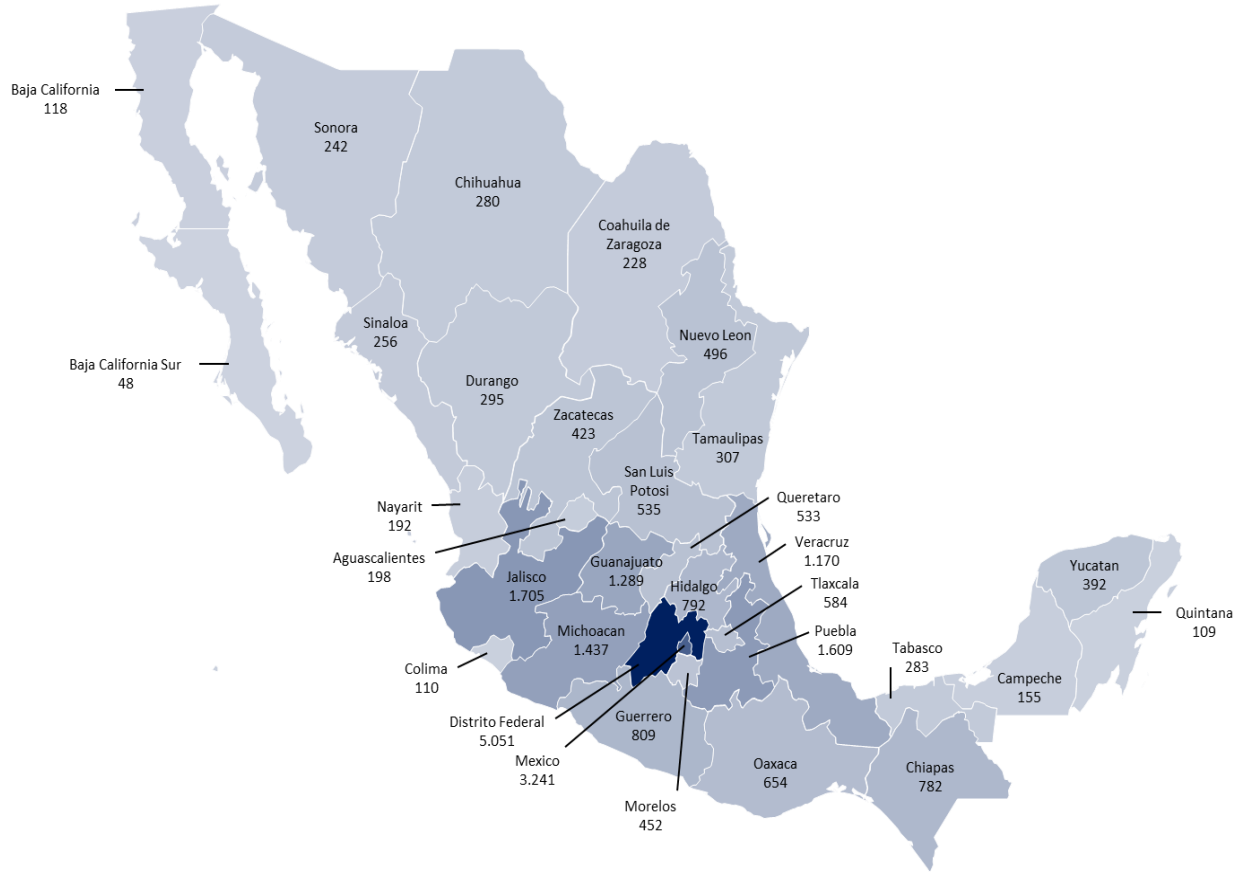 Baja California
118
Sonora
242
Chihuahua
280
Coahuila de
Zaragoza
228
Sinaloa
256
Nuevo Leon
496
Baja California Sur
48
Durango
295
Zacatecas
423
Tamaulipas
307
San Luis
Potosi
535
Nayarit
192
Queretaro
533
Aguascalientes
198
Veracruz
1.170
Guanajuato
1.289
Jalisco
1.705
Hidalgo
792
Tlaxcala
584
Yucatan
392
Quintana
109
Michoacan
1.437
Puebla
1.609
Tabasco
283
Colima
110
Campeche
155
Distrito Federal
5.051
Guerrero
809
Mexico
3.241
Oaxaca
654
Chiapas
782
Morelos
452